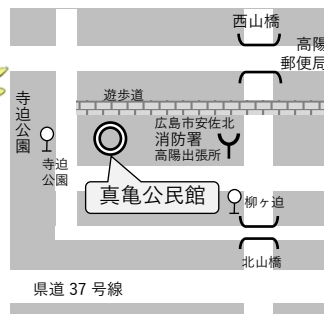 西山橋
高陽
郵便局
遊歩道
寺迫公園
広島市安佐北
消防署
高陽出張所
寺迫
公園
真亀公民館
柳ヶ迫
北山橋
県道 37 号線